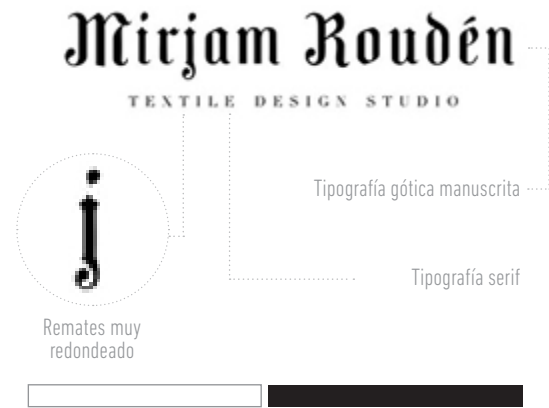 Mirjam Roudén
TEXTILE DESIGN STUDIO
Tipografía gótica manuscrita
j
Tipografía serif
Remates muy
redondeado